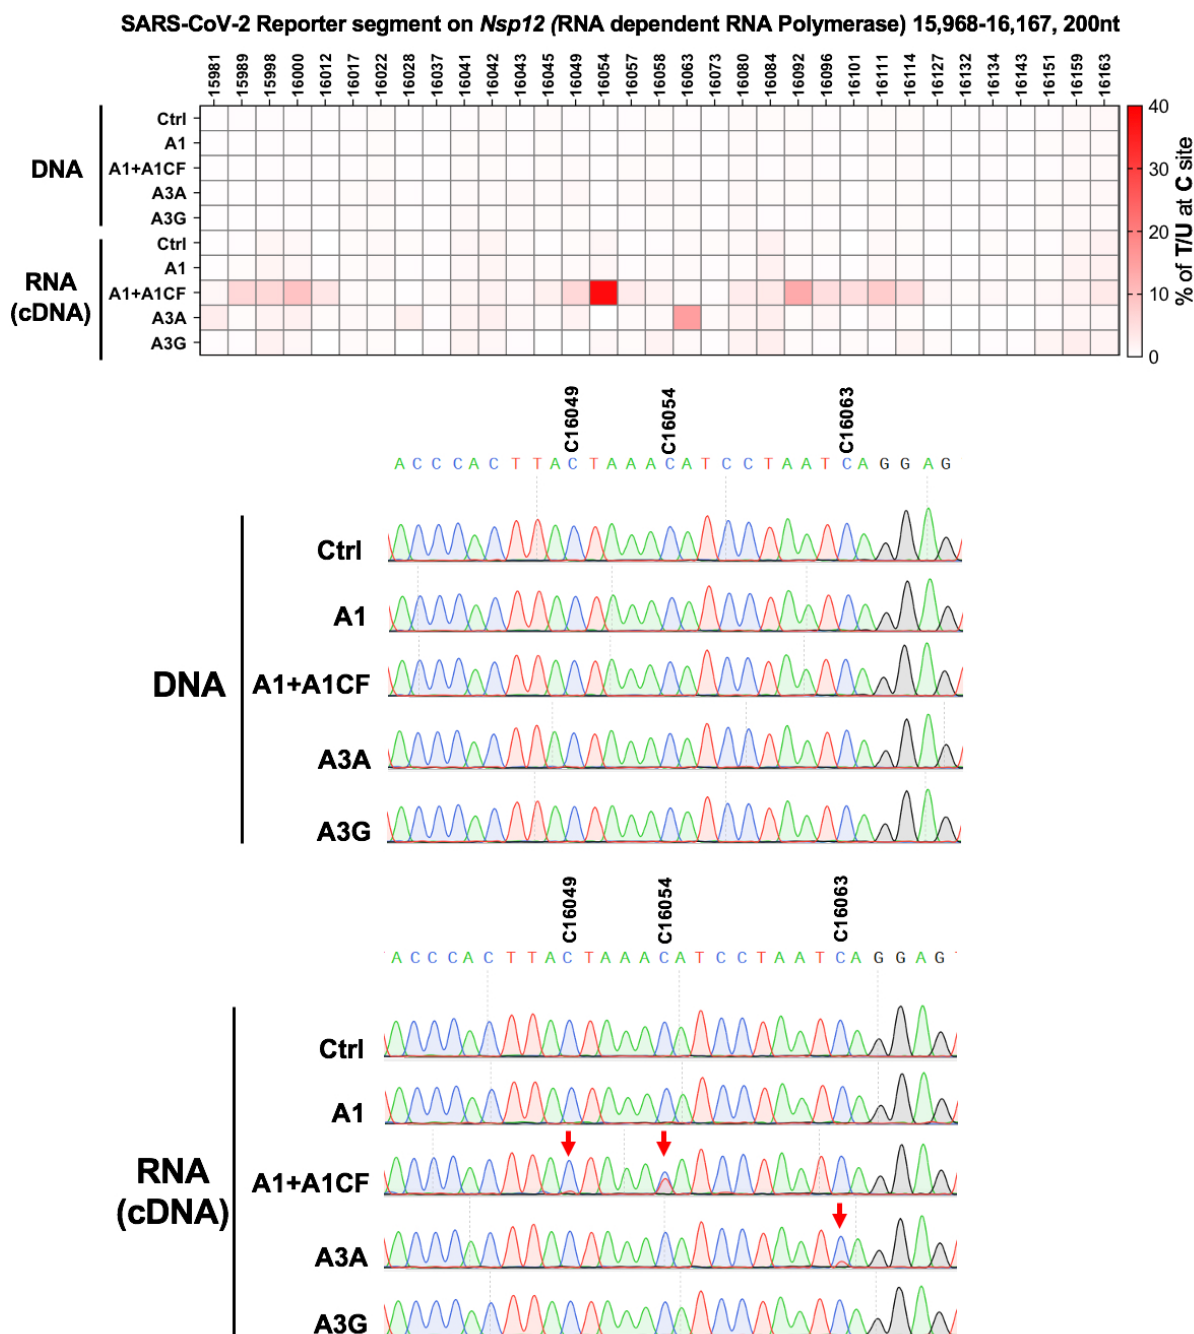 SARS-CoV-2 Reporter segment on Nsp12 (RNA dependent RNA Polymerase) 15,968-16,167, 200nt
15981 15989 15998 16000 16012 16017 16022 16028 16037 16041 16042 16043 16045 16049 16054 16057 16058 16063 16073 16080 16084 16092 16096 16101 16111 16114 16127 16132 16134 16143 16151 16159 16163
DNA
Ctrl
A1
A1+A1CF
A3A
A3G
RNA
(cDNA)
Ctrl
A1
A1+A1CF
A3A
A3G
40
30
20
10
0
% of T/U at C site
C16049 C16054 C16063
A C C C A C T T A C T A A A C A T C C T A A T C A G G A G
DNA
Ctrl
A1
A1+A1CF
A3A
A3G
C16049 C16054 C16063
A C C C A C T T A C T A A A C A T C C T A A T C A G G A G
RNA
(cDNA)
Ctrl
A1
A1+A1CF
A3A
A3G